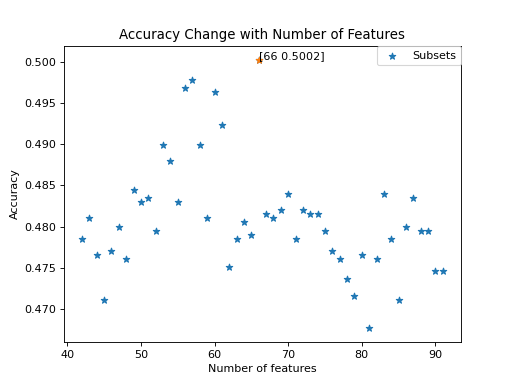 Accuracy Change with Number of Features
[66 0.5002]
Subsets
0.500
0.495
0.490
0.485
0.480
0.475
0.470
Accuracy
40 50 60 70 80 90
Number of features